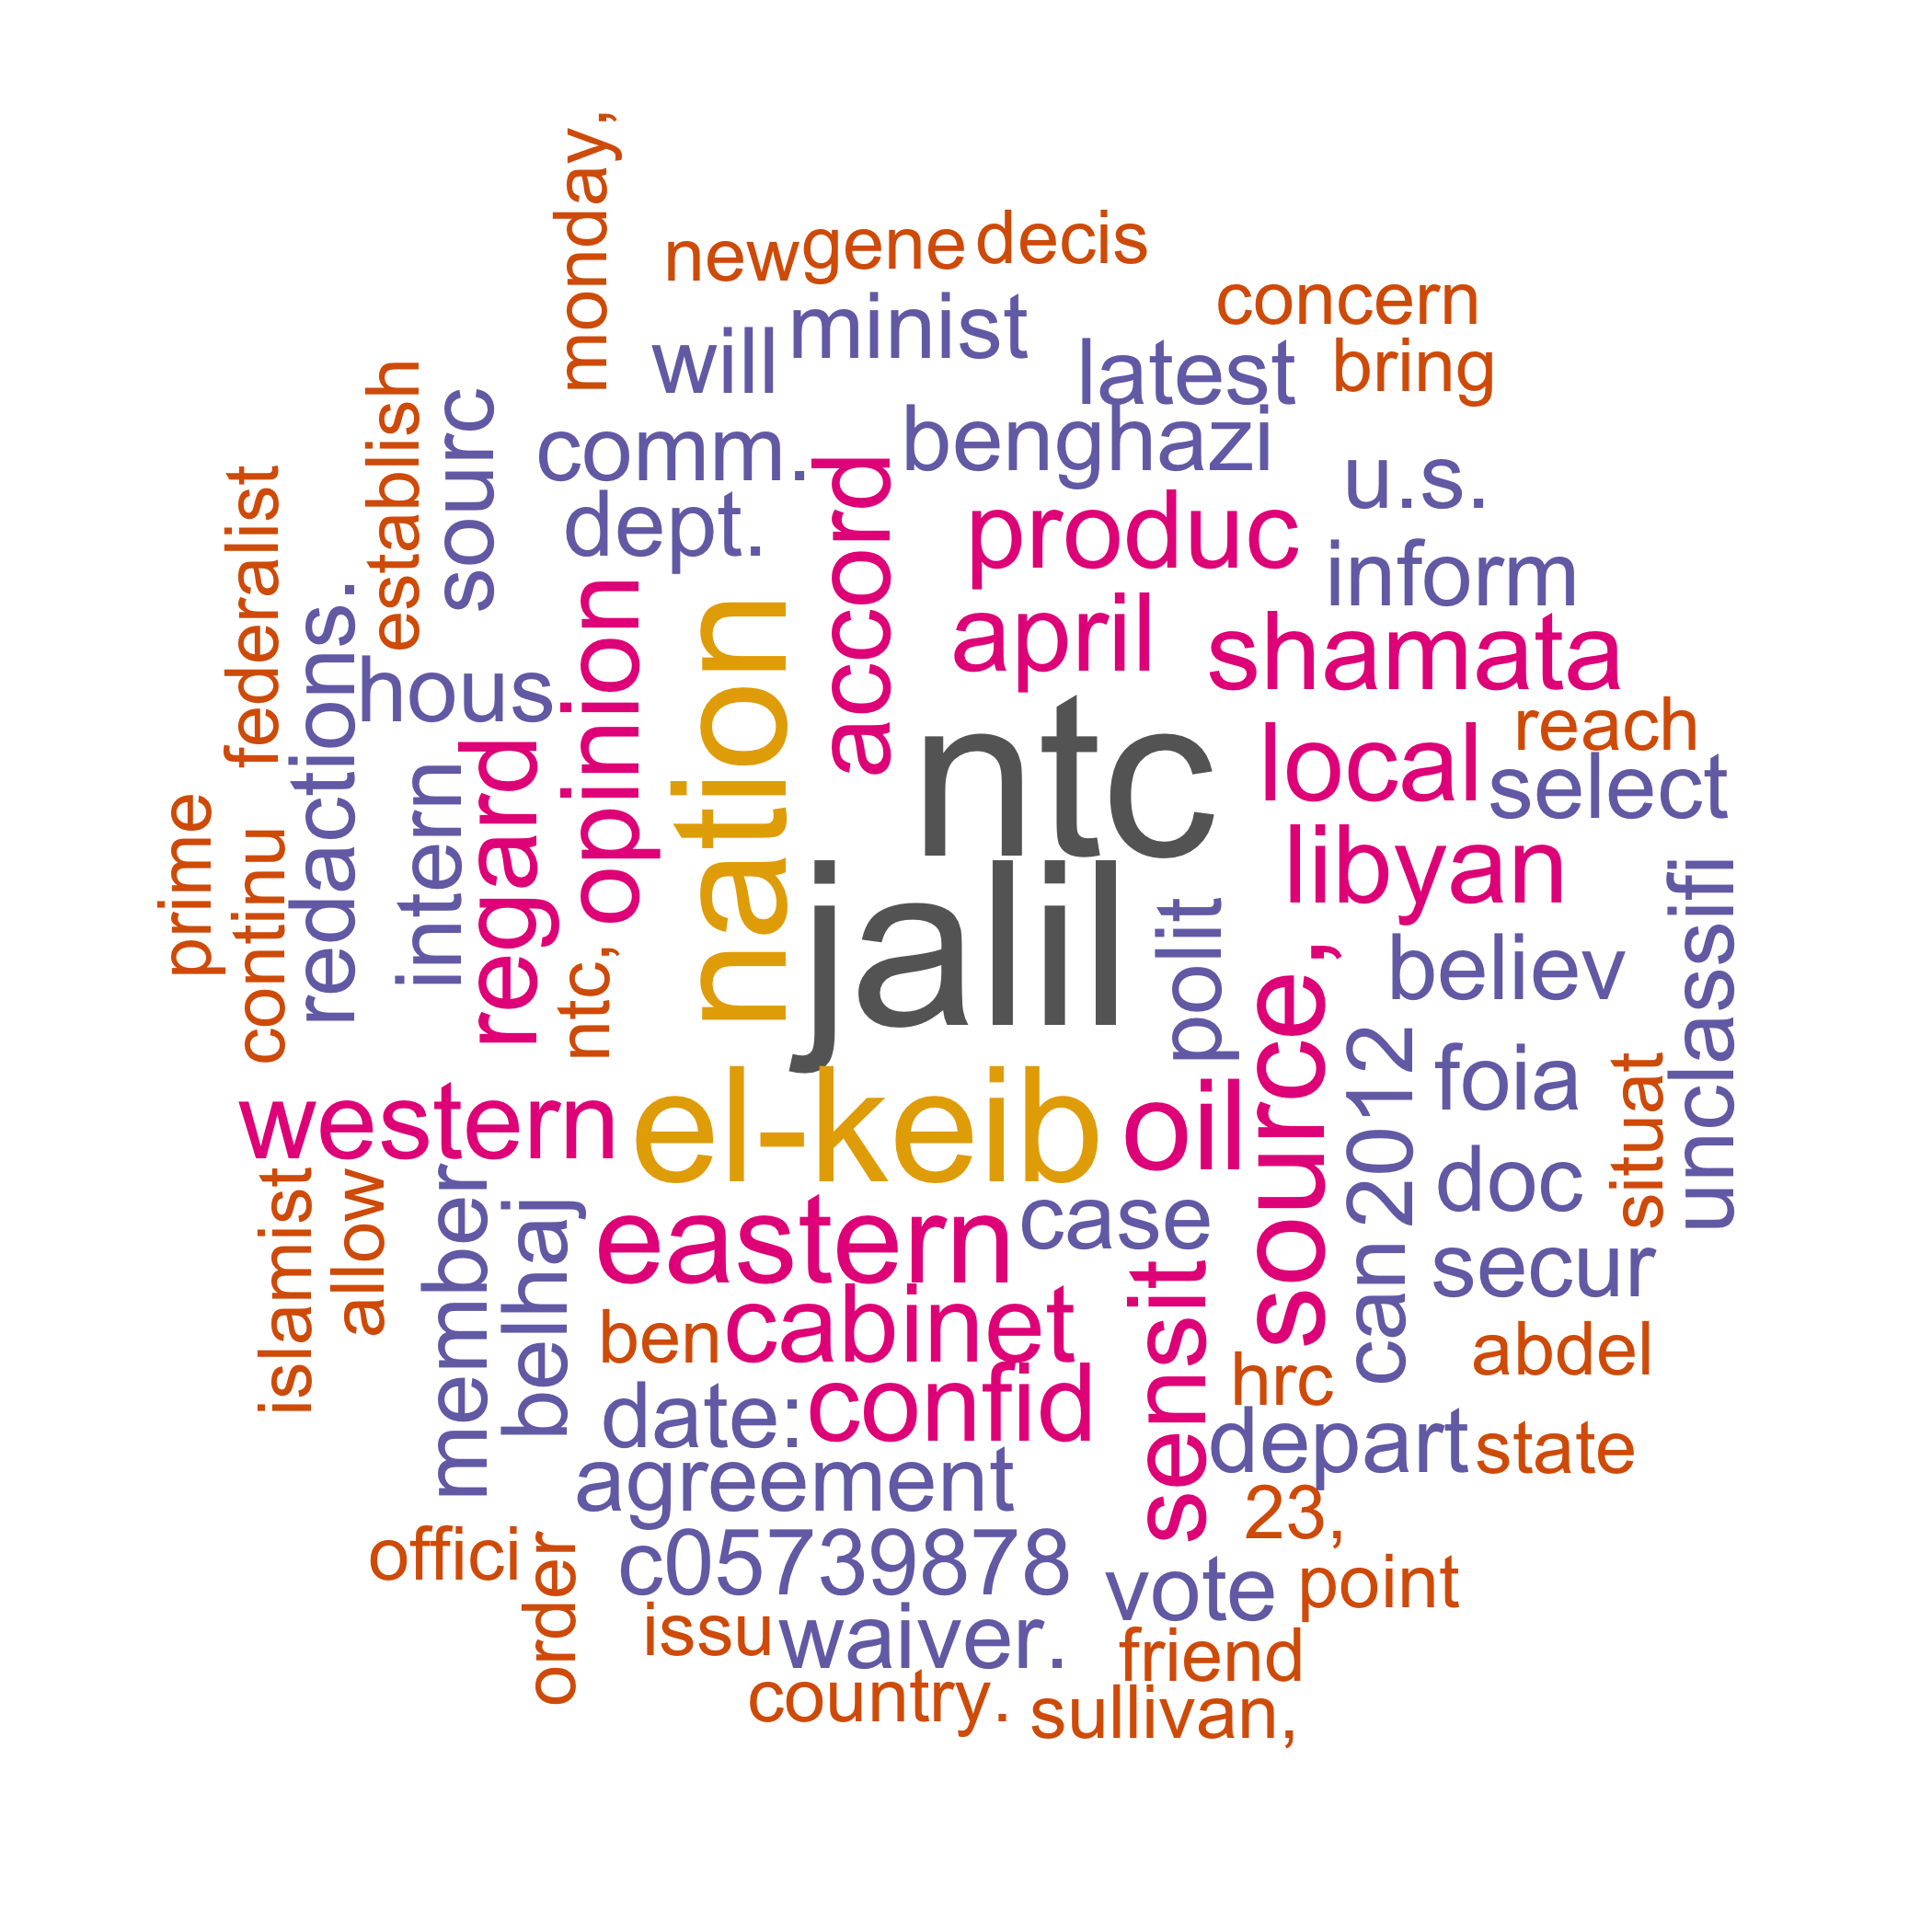 monday,
new
gene
decis
concern
will
minist
latest
bring
establish
sourc
comm.
benghazi
u.s.
federalist
dept.
accord
produc
inform
redactions.
hous
opinion
nation
april
shamata
reach
prime
continu
intern
regard
ntc
local
select
ntc,
jalil
polit
libyan
believ
unclassifi
source,
2012
foia
situat
western
el-keib
oil
doc
islamist
allow
member
belhaj
eastern
case
can
secur
ben
cabinet
sensit
hrc
abdel
date:
confid
depart
state
agreement
23,
offici
order
c05739878
vote
point
issu
waiver.
friend
country.
sullivan,